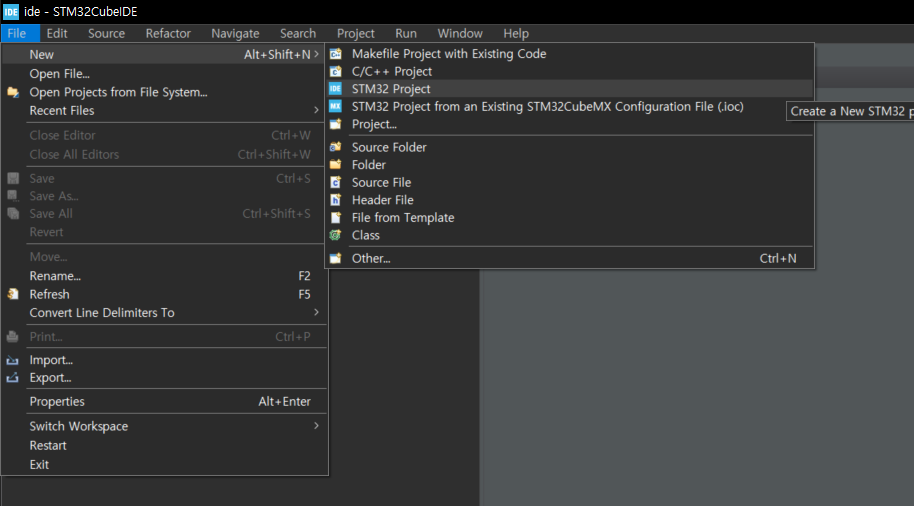 IDE ide - STM32CubeIDE
File Edit Source Refactor Navigate Search Project Run Window Help
New Alt+Shift+N
Open File...
Open Projects from File System...
Recent Files
Close Editor Ctrl+W
Close All Editors Ctrl+Shift+W
Save Ctrl+S
Save As...
Save All Ctrl+Shift+S
Revert
Move...
Rename... F2
Refresh F5
Convert Line Delimiters To
Print... Ctrl+P
Import...
Export...
Properties Alt+Enter
Switch Workspace
Restart
Exit
Makefile Project with Existing Code
C/C++ Project
IDE STM32 Project
MX STM32 Project from an Existing STM32CubeMX Configuration File (.ioc)
Project...
Source Folder
Folder
Source File
Header File
File from Template
Class
Other... Ctrl+N
Create a New STM32 p